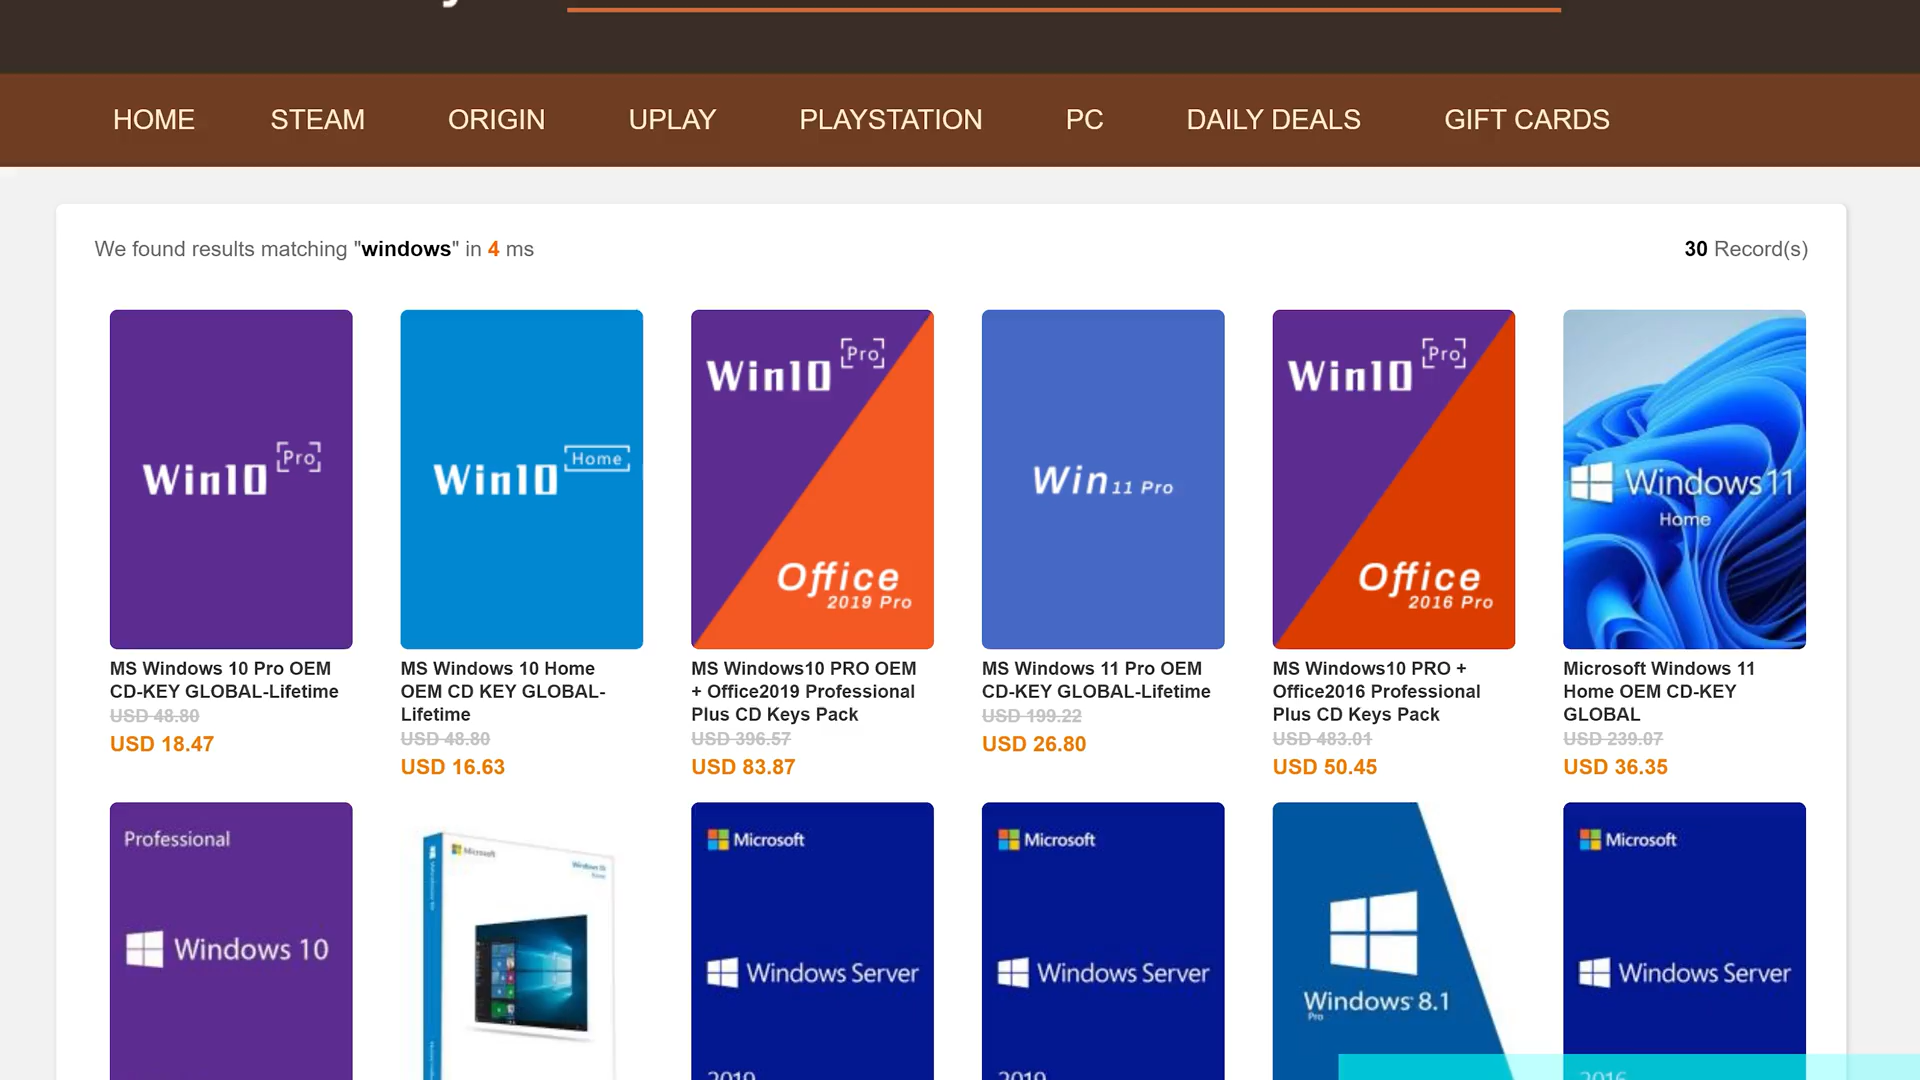 HOME STEAM ORIGIN UPLAY PLAYSTATION PC DAILY DEALS GIFT CARDS
We found results matching "windows" in 4 ms
30 Record(s)
Win10 Pro
Win10 Home
Win10 Pro
Office
2019 Pro
Win 11 Pro
Win10 Pro
Office
2016 Pro
Windows 11
Home
MS Windows 10 Pro OEM
CD-KEY GLOBAL-Lifetime
USD 48.80
USD 18.47
MS Windows 10 Home
OEM CD KEY GLOBAL-
Lifetime
USD 48.80
USD 16.63
MS Windows10 PRO OEM
+ Office2019 Professional
Plus CD Keys Pack
USD 396.57
USD 83.87
MS Windows 11 Pro OEM
CD-KEY GLOBAL-Lifetime
USD 199.22
USD 26.80
MS Windows10 PRO +
Office2016 Professional
Plus CD Keys Pack
USD 483.01
USD 50.45
Microsoft Windows 11
Home OEM CD-KEY
GLOBAL
USD 239.07
USD 36.35
Professional
Windows 10
Microsoft
Windows 10
Microsoft
Windows Server
2019
Microsoft
Windows Server
2019
Windows 8.1
Pro
Microsoft
Windows Server
2016